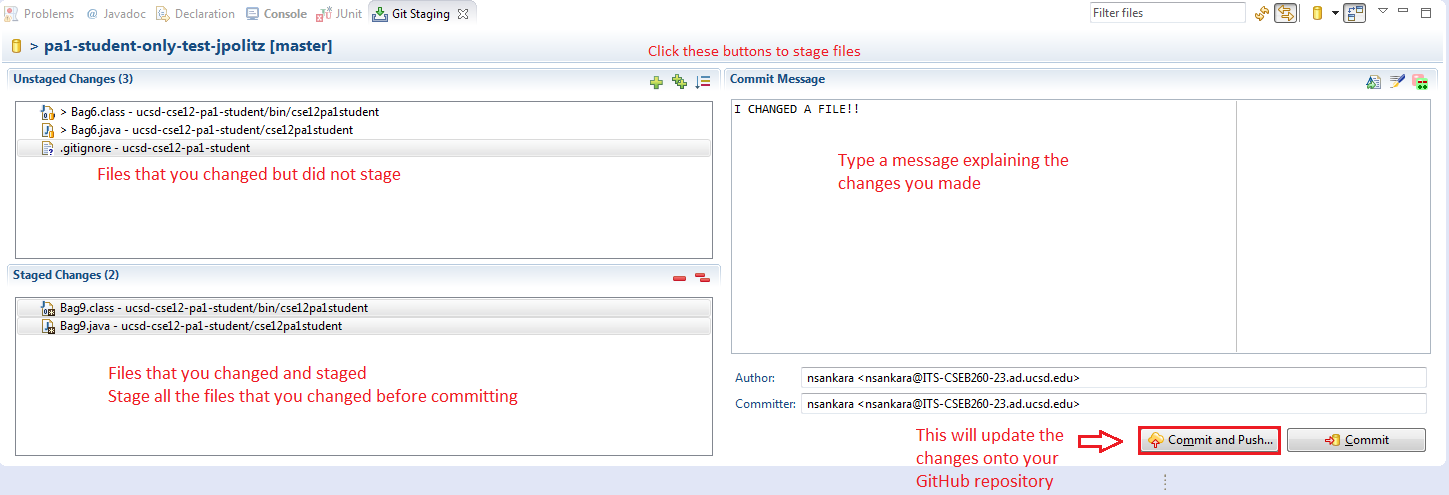 Problems @ Javadoc Declaration Console JUnit Git Staging Filter files
> pa1-student-only-test-jpolitz [master]
Click these buttons to stage files
Unstaged Changes (3)
> Bag6.class - ucsd-cse12-pa1-student/bin/cse12pa1student
> Bag6.java - ucsd-cse12-pa1-student/cse12pa1student
.gitignore - ucsd-cse12-pa1-student
Files that you changed but did not stage
Staged Changes (2)
Bag9.class - ucsd-cse12-pa1-student/bin/cse12pa1student
Bag9.java - ucsd-cse12-pa1-student/cse12pa1student
Files that you changed and staged
Stage all the files that you changed before committing
Commit Message
I CHANGED A FILE!!
Type a message explaining the
changes you made
Author: nsankara <nsankara@ITS-CSEB260-23.ad.ucsd.edu>
Committer: nsankara <nsankara@ITS-CSEB260-23.ad.ucsd.edu>
This will update the
changes onto your
GitHub repository
Commit and Push...
Commit